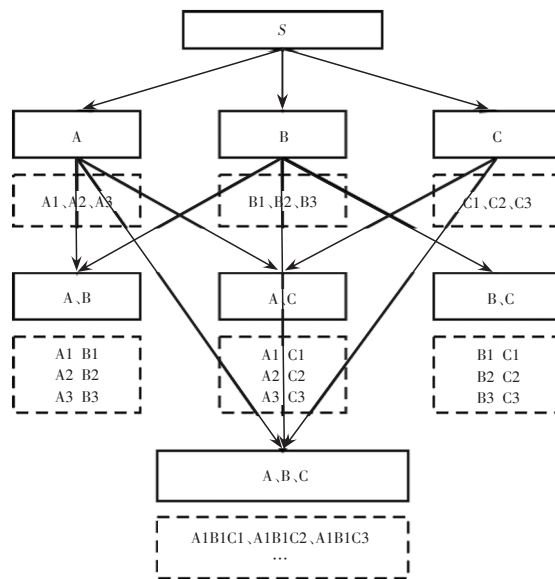 S
A
B
C
A1、A2、A3
B1、B2、B3
C1、C2、C3
A、B
A、C
B、C
A1 B1
A2 B2
A3 B3
A1 C1
A2 C2
A3 C3
B1 C1
B2 C2
B3 C3
A、B、C
A1B1C1、A1B1C2、A1B1C3
…